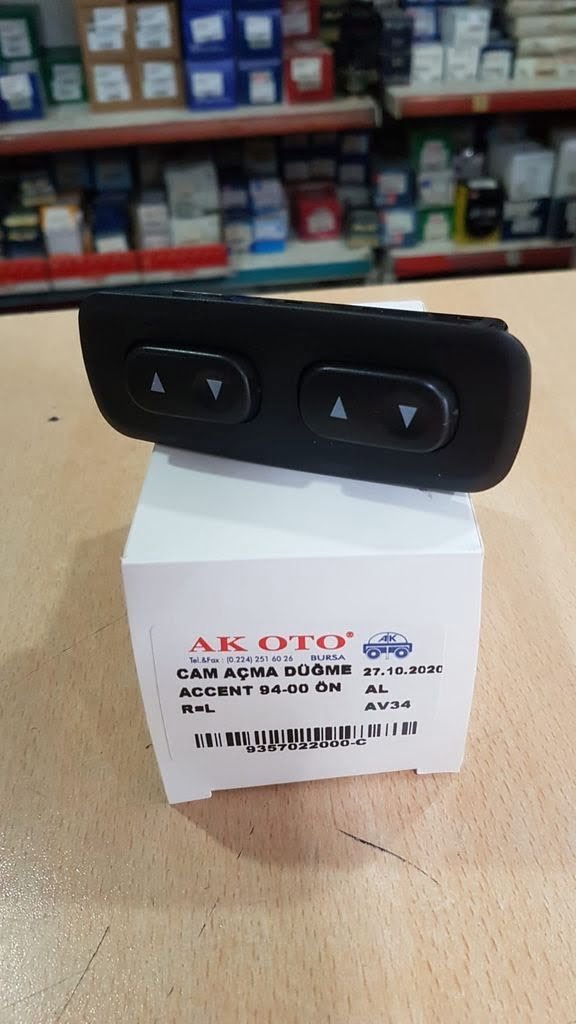 AK OTO®
AK
Tel.&Fax : (0.224) 251 60 26 BURSA
CAM AÇMA DÜĞME 27.10.2020
ACCENT 94-00 ÖN AL
R=L AV34
9357022000-C